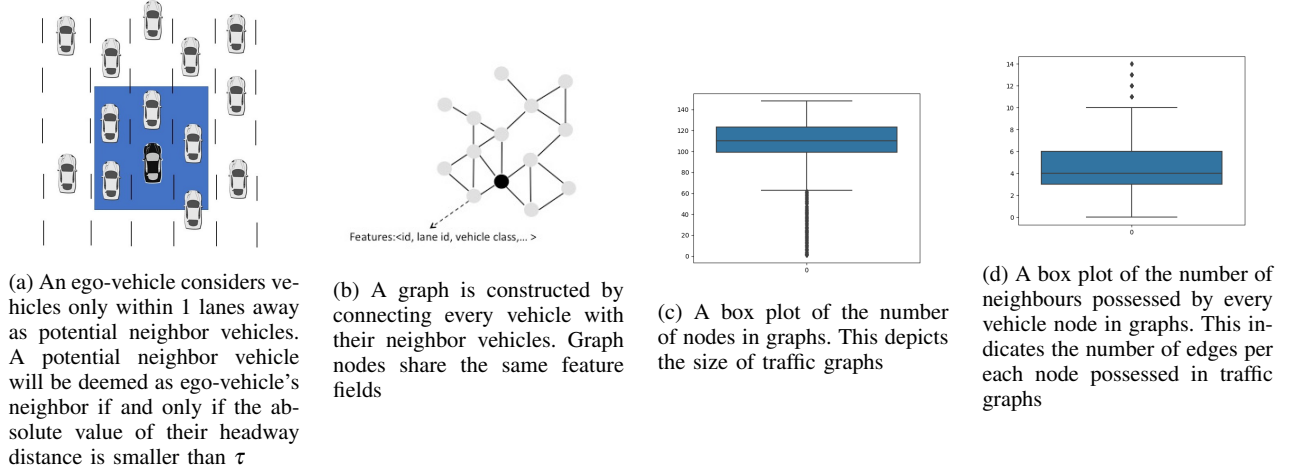 Features:<id, lane id, vehicle class,... >
(a) An ego-vehicle considers ve-
hicles only within 1 lanes away
as potential neighbor vehicles.
A potential neighbor vehicle
will be deemed as ego-vehicle's
neighbor if and only if the ab-
solute value of their headway
distance is smaller than τ
(b) A graph is constructed by
connecting every vehicle with
their neighbor vehicles. Graph
nodes share the same feature
fields
140
120
100
80
60
40
20
0
0
(c) A box plot of the number
of nodes in graphs. This depicts
the size of traffic graphs
14
12
10
8
6
4
2
0
0
(d) A box plot of the number of
neighbours possessed by every
vehicle node in graphs. This in-
dicates the number of edges per
each node possessed in traffic
graphs